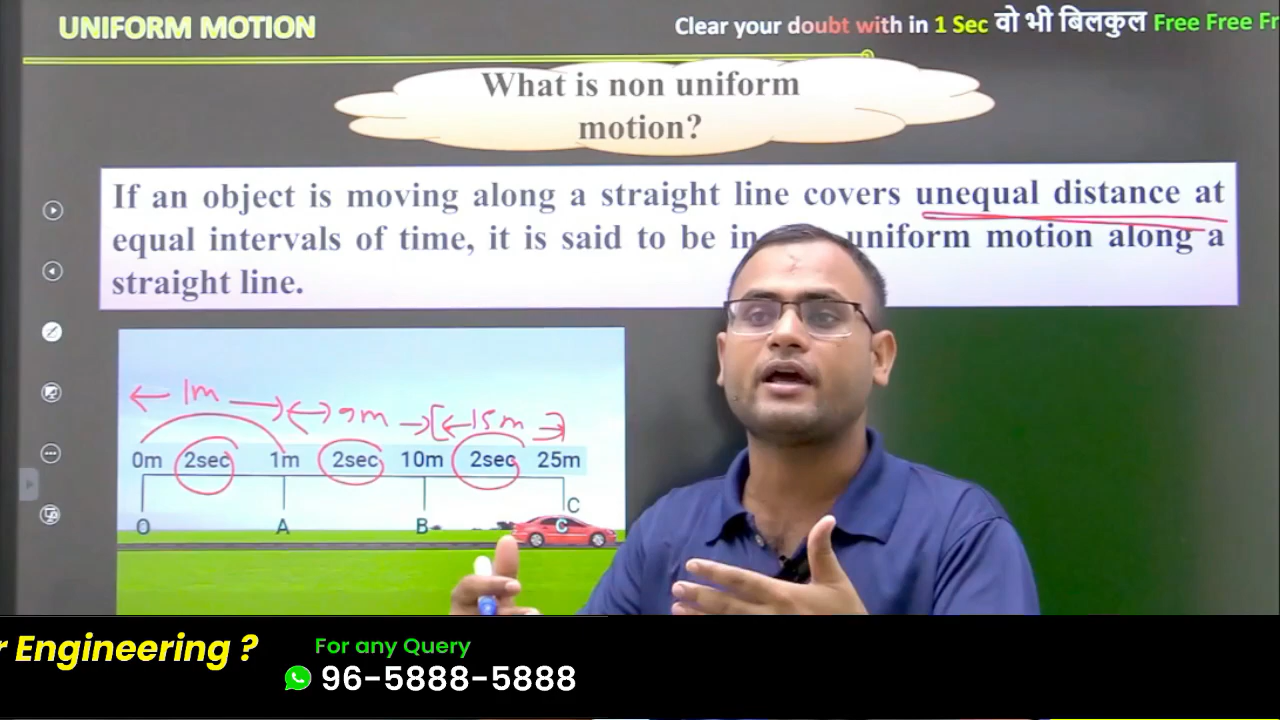 UNIFORM MOTION
Clear your doubt with in 1 Sec वो भी बिलकुल Free Free Fr
What is non uniform
motion?
If an object is moving along a straight line covers unequal distance at
equal intervals of time, it is said to be in uniform motion along a
straight line.
1m 9m 15m
0m 2sec 1m 2sec 10m 2sec 25m
C
O A B C
r Engineering ?
For any Query
96-5888-5888